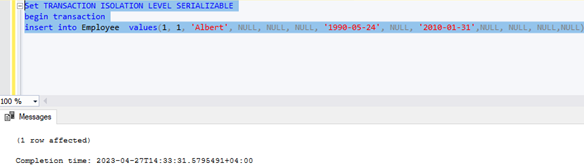 Set TRANSACTION ISOLATION LEVEL SERIALIZABLE
begin transaction
insert into Employee values(1, 1, 'Albert', NULL, NULL, NULL, '1990-05-24', NULL, '2010-01-31',NULL, NULL, NULL, NULL,NULL)
100 %
Messages
(1 row affected)
Completion time: 2023-04-27T14:33:31.5795491+04:00